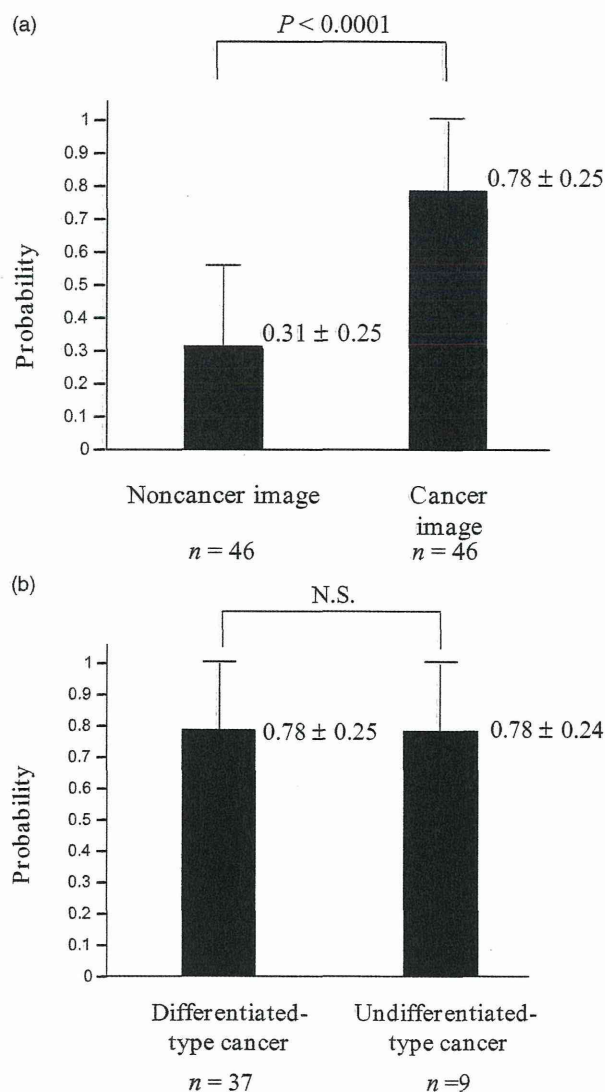 (a)
P < 0.0001
1
0.9
0.8
0.7
0.6
0.5
0.4
0.3
0.2
0.1
0
Probability
0.31 ± 0.25
0.78 ± 0.25
Noncancer image
Cancer
image
n = 46
n = 46
(b)
N.S.
1
0.9
0.8
0.7
0.6
0.5
0.4
0.3
0.2
0.1
0
Probability
0.78 ± 0.25
0.78 ± 0.24
Differentiated-
type cancer
Undifferentiated-
type cancer
n = 37
n =9